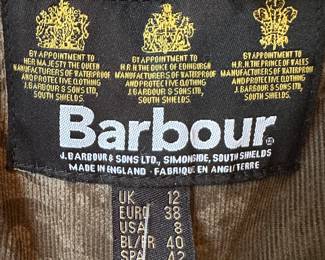 BY APPOINTMENT TO
HER MAJESTY THE QUEEN
MANUFACTURERS OF WATERPROOF
AND PROTECTIVE CLOTHING
J. BARBOUR & SONS LTD.,
SOUTH SHIELDS.
BY APPOINTMENT TO
H.R.H. THE DUKE OF EDINBURGH
MANUFACTURERS OF WATERPROOF
AND PROTECTIVE CLOTHING
J. BARBOUR & SONS LTD.,
SOUTH SHIELDS.
BY APPOINTMENT TO
H.R.H. THE PRINCE OF WALES
MANUFACTURERS OF WATERPROOF
AND PROTECTIVE CLOTHING
J. BARBOUR & SONS LTD.,
SOUTH SHIELDS.
Barbour
J. BARBOUR & SONS LTD., SIMONSIDE, SOUTH SHIELDS
MADE IN ENGLAND · FABRIQUE EN ANGLETERRE
UK 12
EURO 38
USA 8
BL/FR 40
SPA 42